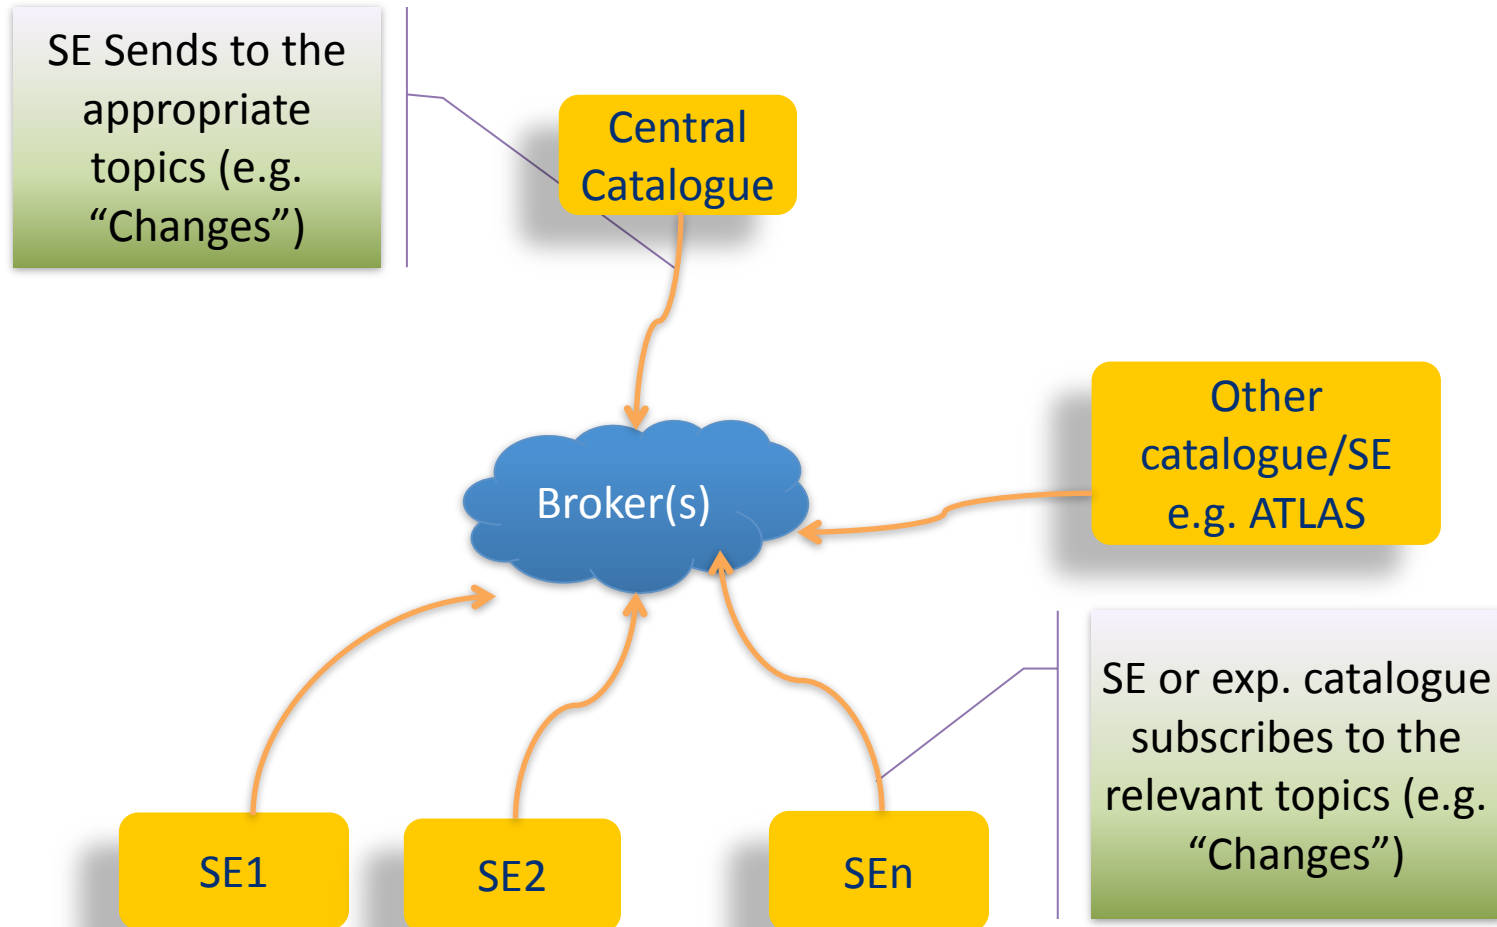 SE Sends to the
appropriate
topics (e.g.
“Changes”)
Central
Catalogue
Other
catalogue/SE
e.g. ATLAS
Broker(s)
SE or exp. catalogue
subscribes to the
relevant topics (e.g.
“Changes”)
SE1
SE2
SEn